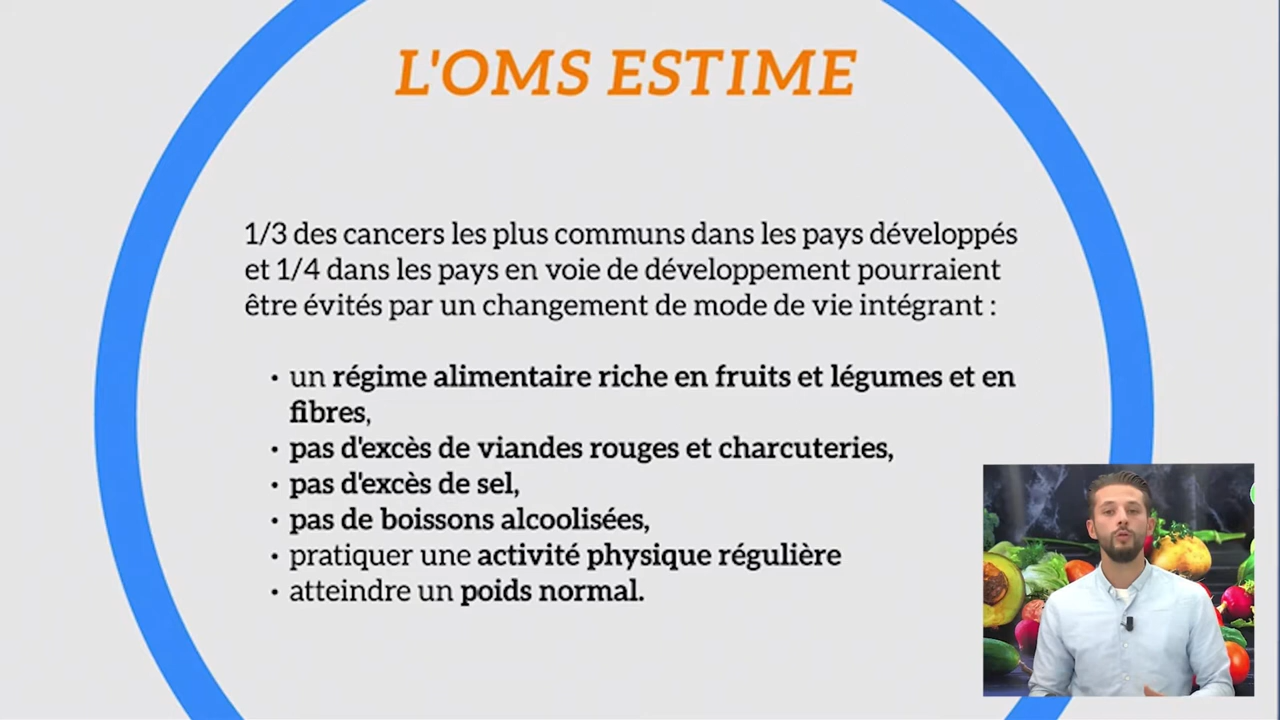 L'OMS ESTIME
1/3 des cancers les plus communs dans les pays développés
et 1/4 dans les pays en voie de développement pourraient
être évités par un changement de mode de vie intégrant :
• un régime alimentaire riche en fruits et légumes et en
fibres,
• pas d'excès de viandes rouges et charcuteries,
• pas d'excès de sel,
• pas de boissons alcoolisées,
• pratiquer une activité physique régulière
• atteindre un poids normal.